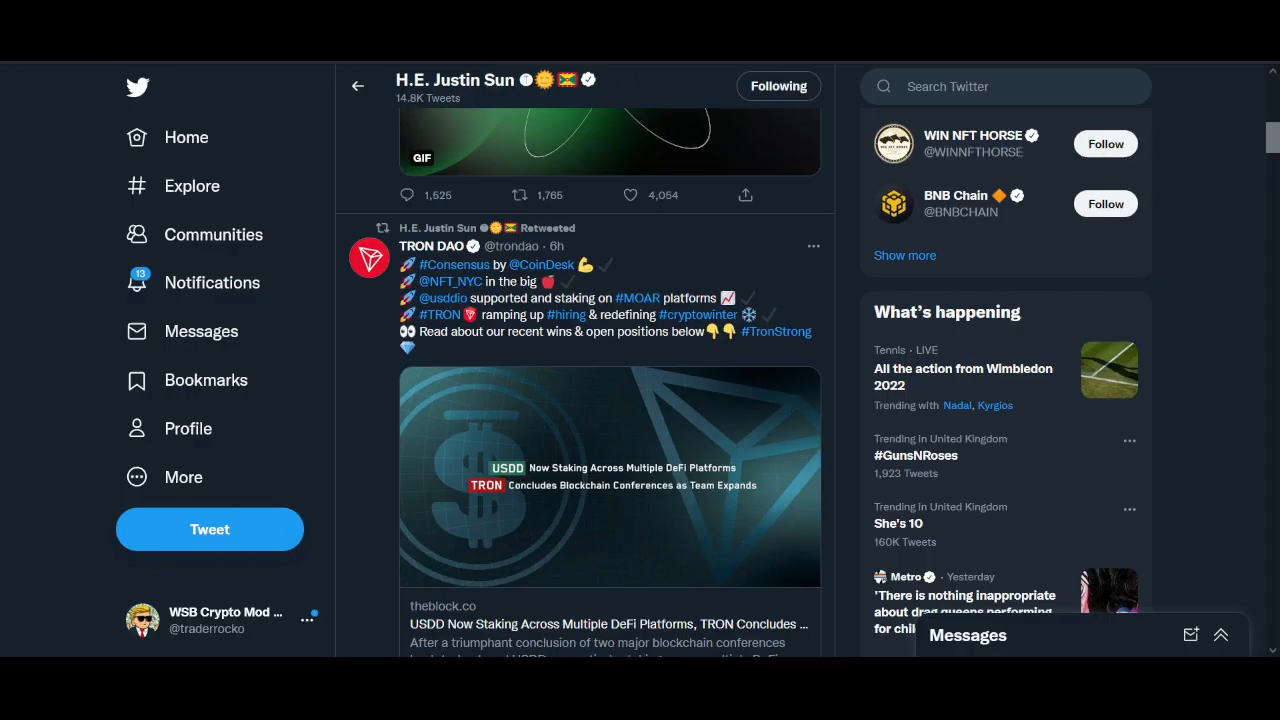 Home
Explore
Communities
13
Notifications
Messages
Bookmarks
Profile
More
Tweet
WSB Crypto Mod ...
@traderrocko
H.E. Justin Sun
14.8K Tweets
Following
GIF
1,525
1,765
4,054
H.E. Justin Sun Retweeted
TRON DAO @trondao · 6h
#Consensus by @CoinDesk
@NFT_NYC in the big
@usddio supported and staking on #MOAR platforms
#TRON ramping up #hiring & redefining #cryptowinter
Read about our recent wins & open positions below #TronStrong
USDD Now Staking Across Multiple DeFi Platforms
TRON Concludes Blockchain Conferences as Team Expands
theblock.co
USDD Now Staking Across Multiple DeFi Platforms, TRON Concludes ...
After a triumphant conclusion of two major blockchain conferences
Search Twitter
WIN NFT HORSE
@WINNFTHORSE
Follow
BNB Chain
@BNBCHAIN
Follow
Show more
What's happening
Tennis · LIVE
All the action from Wimbledon
2022
Trending with Nadal, Kyrgios
Trending in United Kingdom
#GunsNRoses
1,923 Tweets
Trending in United Kingdom
She's 10
160K Tweets
Metro · Yesterday
'There is nothing inappropriate
about drag queens performing
for
Messages